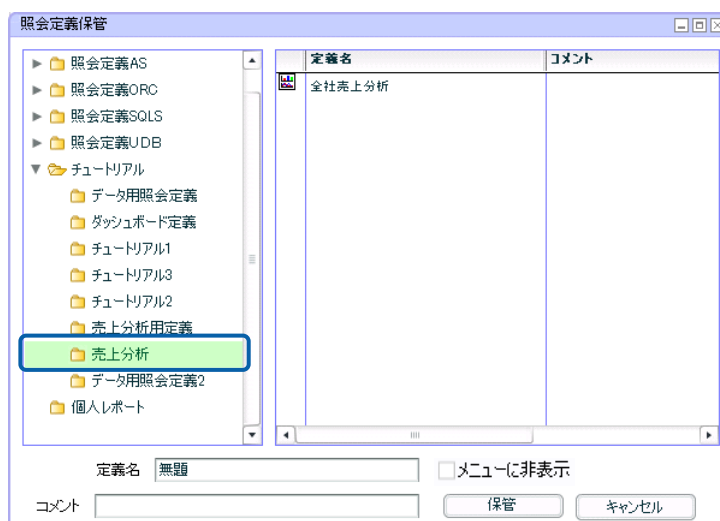 照会定義保管
照会定義AS
照会定義ORC
照会定義SQLS
照会定義UDB
チュートリアル
データ用照会定義
ダッシュボード定義
チュートリアル1
チュートリアル3
チュートリアル2
売上分析用定義
売上分析
データ用照会定義2
個人レポート
定義名 コメント
全社売上分析
定義名 無題
メニューに非表示
コメント
保管 キャンセル